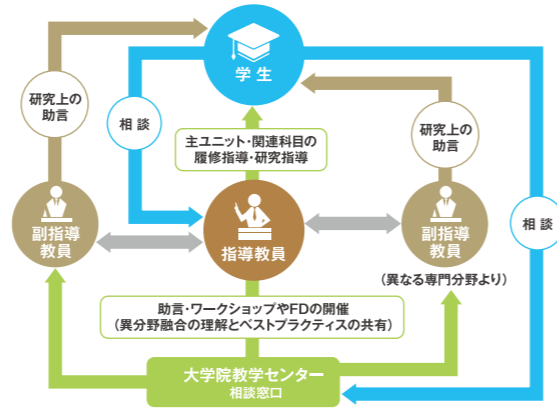 学生
研究上の
助言
相談
主ユニット・関連科目の
履修指導・研究指導
研究上の
助言
副指導
教員
指導教員
副指導
教員
相談
(異なる専門分野より)
助言・ワークショップやFDの開催
(異分野融合の理解とベストプラクティスの共有)
大学院教学センター
相談窓口